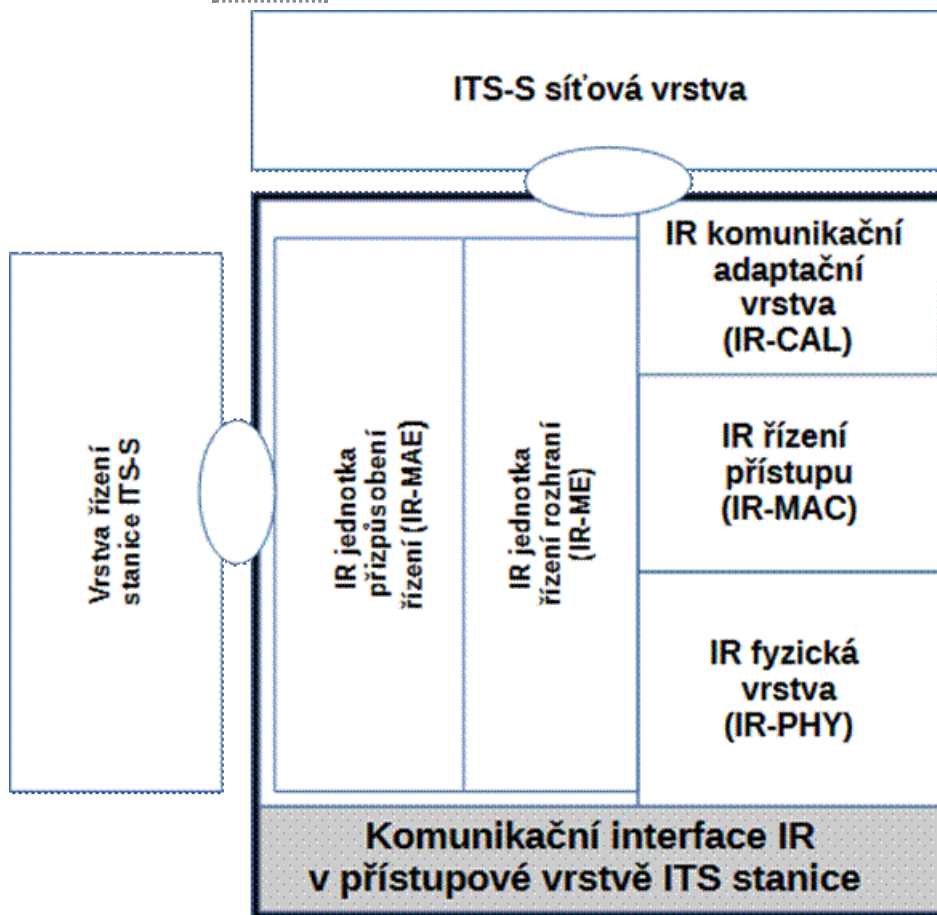 ITS-S síťová vrstva
IR komunikační
adaptační
vrstva
(IR-CAL)
Vrstva řízení
stanice ITS-S
IR jednotka
přizpůsobení
řízení (IR-MAE)
IR jednotka
řízení rozhraní
(IR-ME)
IR řízení
přístupu
(IR-MAC)
IR fyzická
vrstva
(IR-PHY)
Komunikační interface IR
v přístupové vrstvě ITS stanice